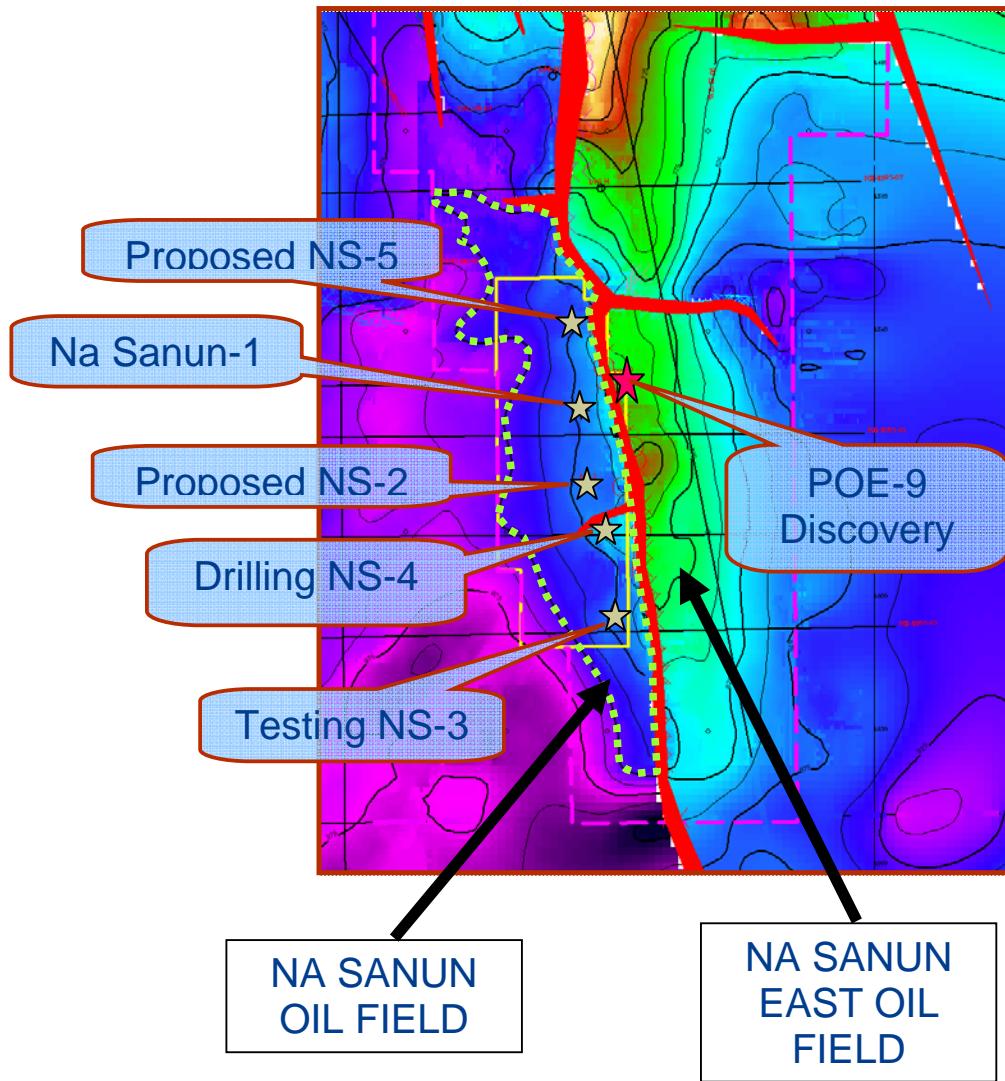 Proposed NS-5
Na Sanun-1
Proposed NS-2
Drilling NS-4
Testing NS-3
POE-9
Discovery
NA SANUN
OIL FIELD
NA SANUN
EAST OIL
FIELD